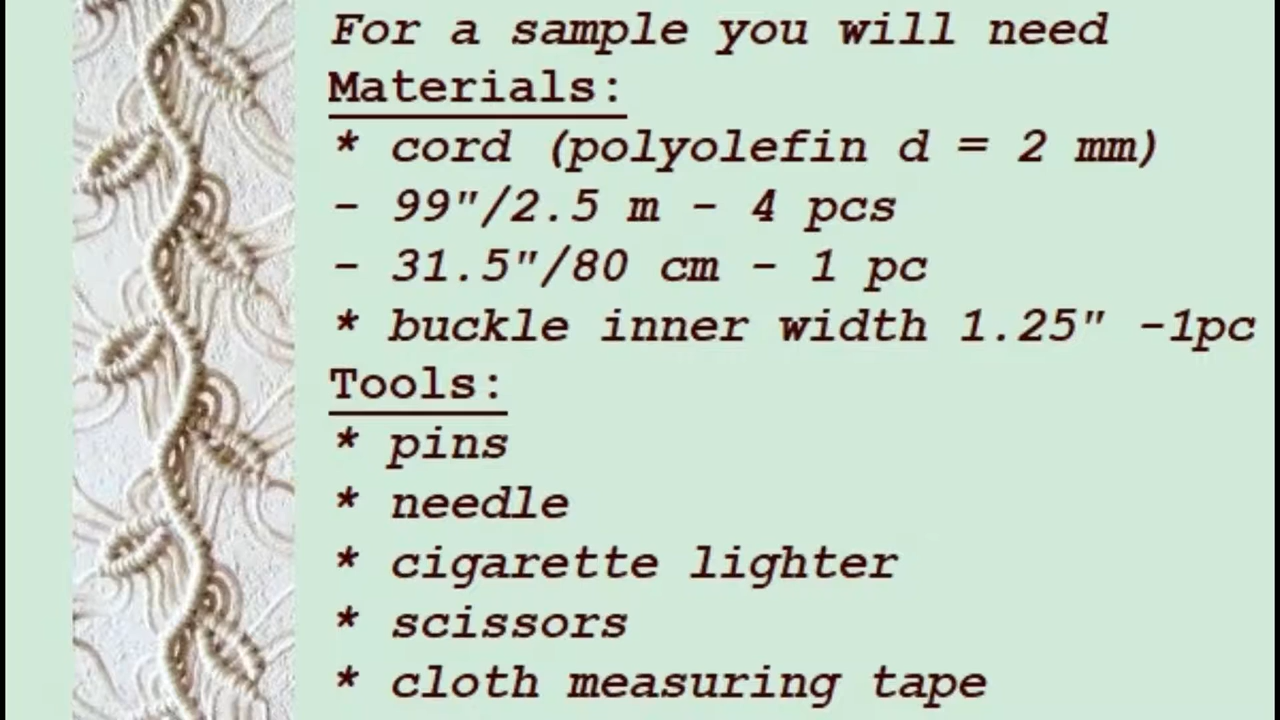 For a sample you will need
Materials:
* cord (polyolefin d = 2 mm)
- 99"/2.5 m - 4 pcs
- 31.5"/80 cm - 1 pc
* buckle inner width 1.25" -1pc
Tools:
* pins
* needle
* cigarette lighter
* scissors
* cloth measuring tape